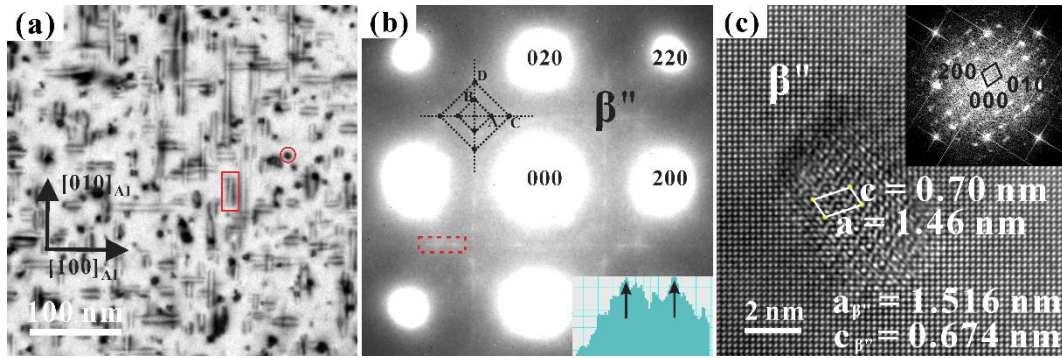 (a)
[010]Al
[100]Al
100 nm
(b)
020
220
D
B
A
C
β"
000
200
(c)
β"
200
010
000
c = 0.70 nm
a = 1.46 nm
aβ" = 1.516 nm
cβ" = 0.674 nm
2 nm